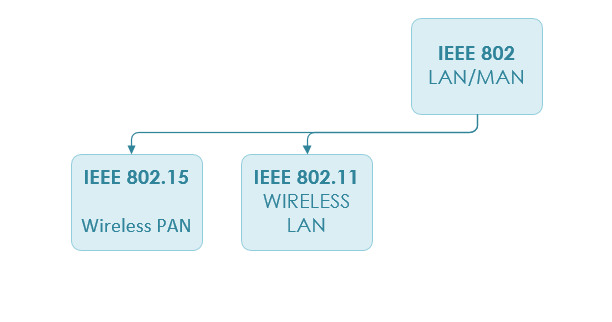 IEEE 802
LAN/MAN
IEEE 802.15
Wireless PAN
IEEE 802.11
WIRELESS
LAN